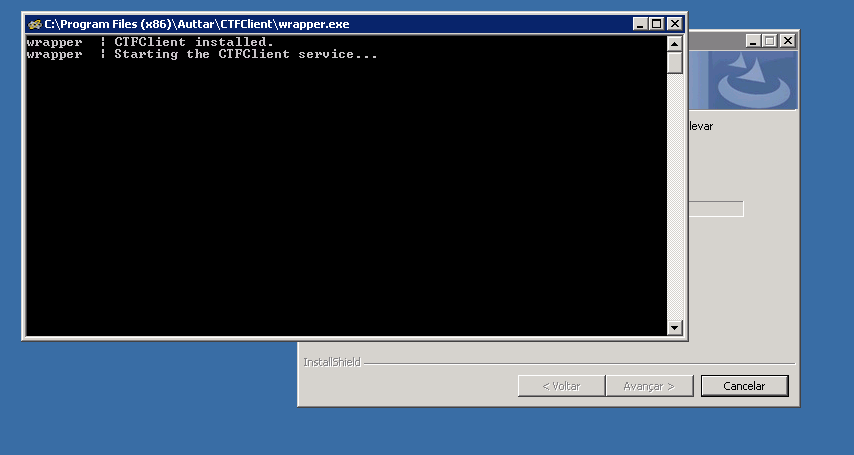 C:\Program Files (x86)\Auttar\CTFClient\wrapper.exe
wrapper  | CTFClient installed.
wrapper  | Starting the CTFClient service...
levar
InstallShield
< Voltar
Avançar >
Cancelar